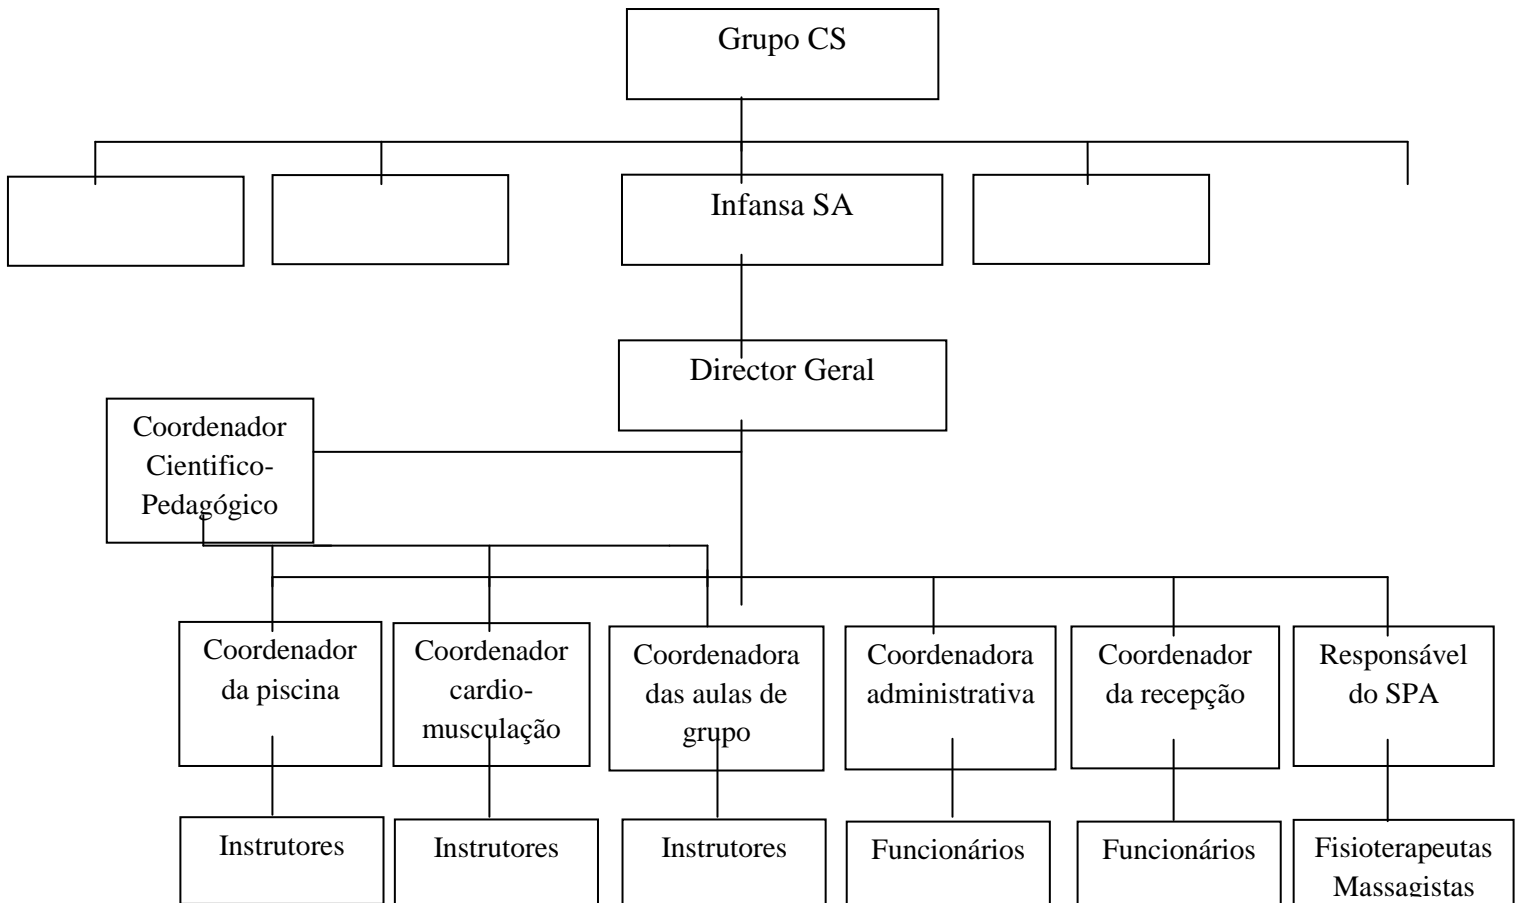 Grupo CS
Infansa SA
Director Geral
Coordenador
Cientifico-
Pedagógico
Coordenador
da piscina
Coordenador
cardio-
musculação
Coordenadora
das aulas de
grupo
Coordenadora
administrativa
Coordenador
da recepção
Responsável
do SPA
Instrutores
Instrutores
Instrutores
Funcionários
Funcionários
Fisioterapeutas
Massagistas